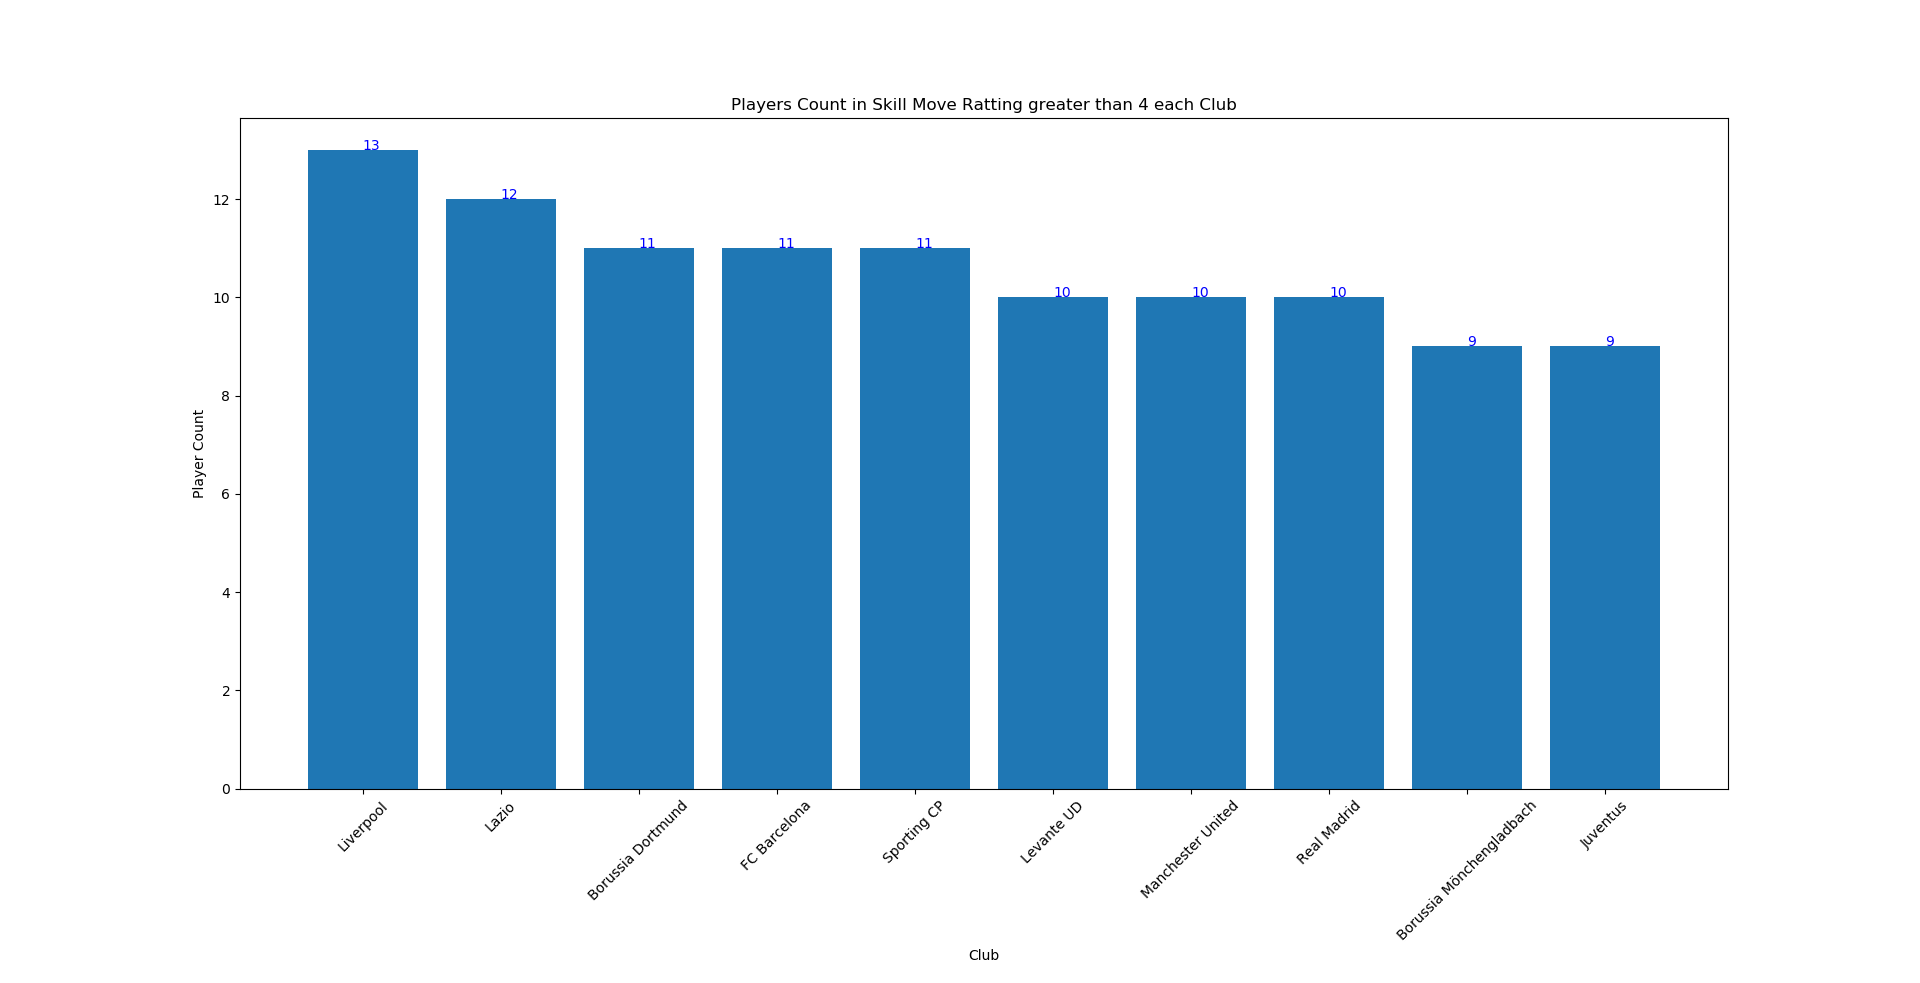 Players Count in Skill Move Ratting greater than 4 each Club
13
12
11
11
11
10
10
10
9
9
12
10
8
6
4
2
0
Player Count
Liverpool
Lazio
Borussia Dortmund
FC Barcelona
Sporting CP
Levante UD
Manchester United
Real Madrid
Borussia Mönchengladbach
Juventus
Club